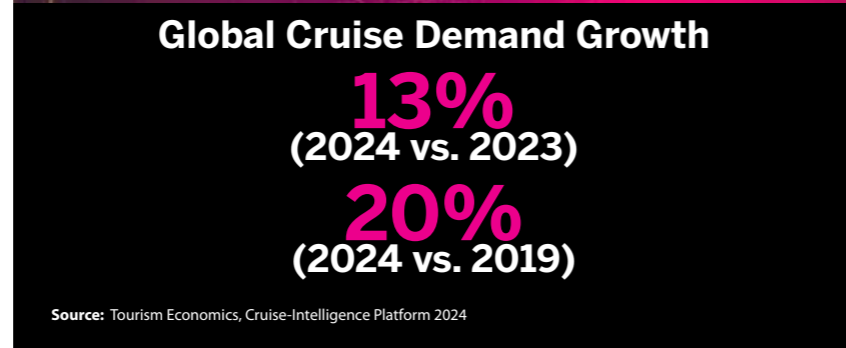 Global Cruise Demand Growth
13%
(2024 vs. 2023)
20%
(2024 vs. 2019)
Source: Tourism Economics, Cruise-Intelligence Platform 2024